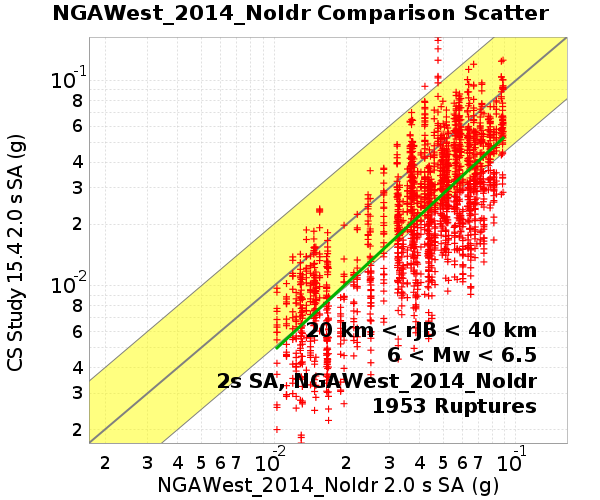 NGAWest_2014_NoIdr Comparison Scatter
CS Study 15.4 2.0 s SA (g)
10-1
8
6
4
3
2
10-2
8
6
4
3
2
20 km < rJB < 40 km
6 < Mw < 6.5
2s SA, NGAWest_2014_NoIdr
1953 Ruptures
2 3 4 5 6 7 10-2 2 3 4 5 6 7 10-1
NGAWest_2014_NoIdr 2.0 s SA (g)